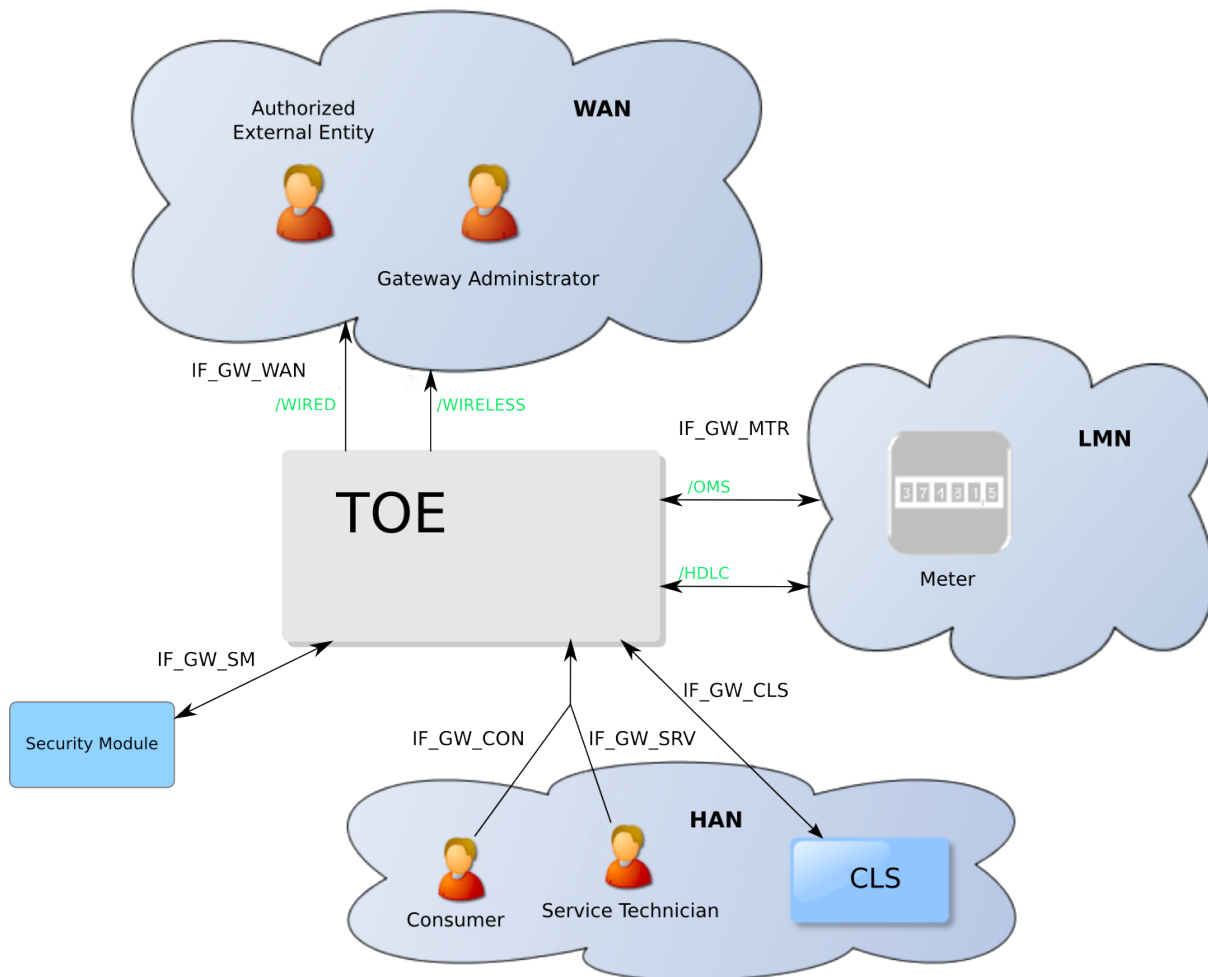 Authorized
External Entity
WAN
Gateway Administrator
IF_GW_WAN
/WIRED
/WIRELESS
IF_GW_MTR
LMN
371815
/OMS
TOE
/HDLC
Meter
IF_GW_SM
IF_GW_CLS
Security Module
IF_GW_CON
IF_GW_SRV
HAN
CLS
Consumer
Service Technician